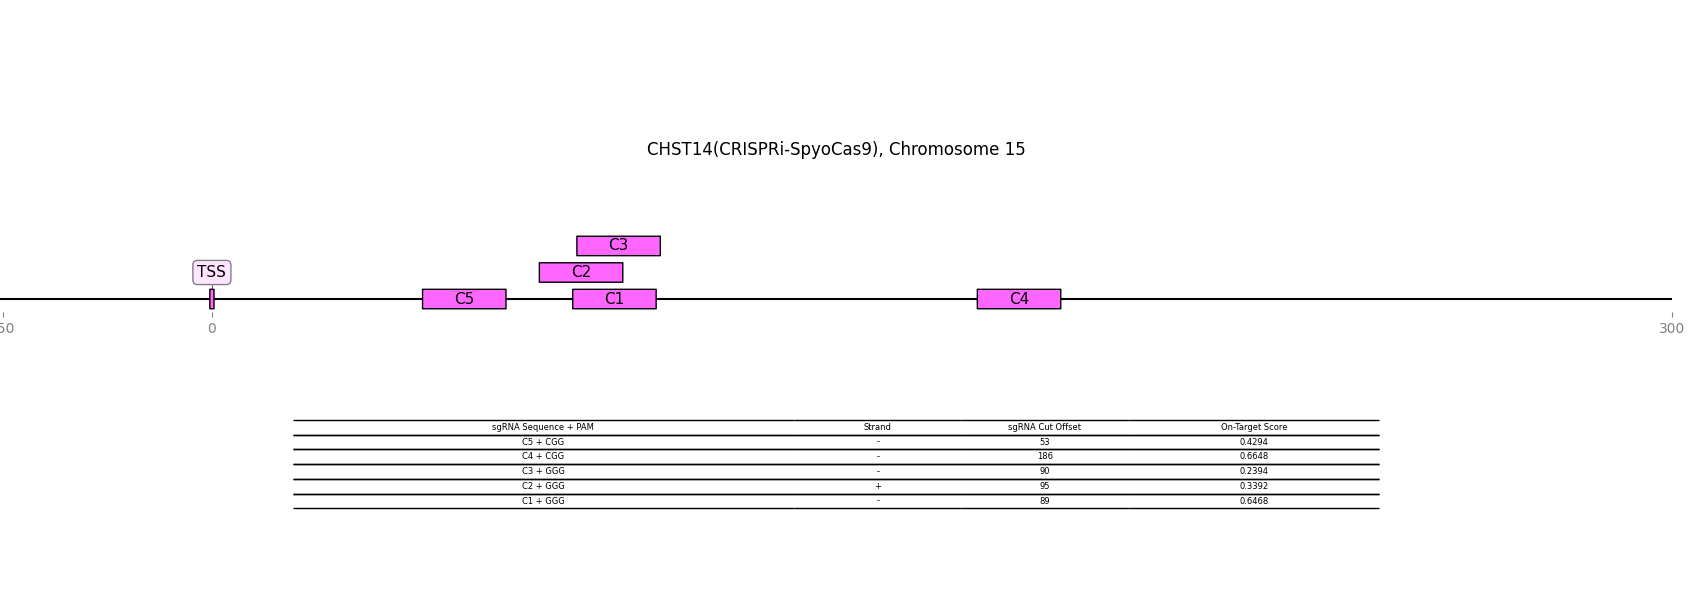 CHST14(CRISPRi-SpyoCas9), Chromosome 15
C3
TSS C2
C5 C1 C4
50 0 300
sgRNA Sequence + PAM Strand sgRNA Cut Offset On-Target Score
C5 + CGG - 53 0.4294
C4 + CGG - 186 0.6648
C3 + GGG - 90 0.2394
C2 + GGG + 95 0.3392
C1 + GGG - 89 0.6468